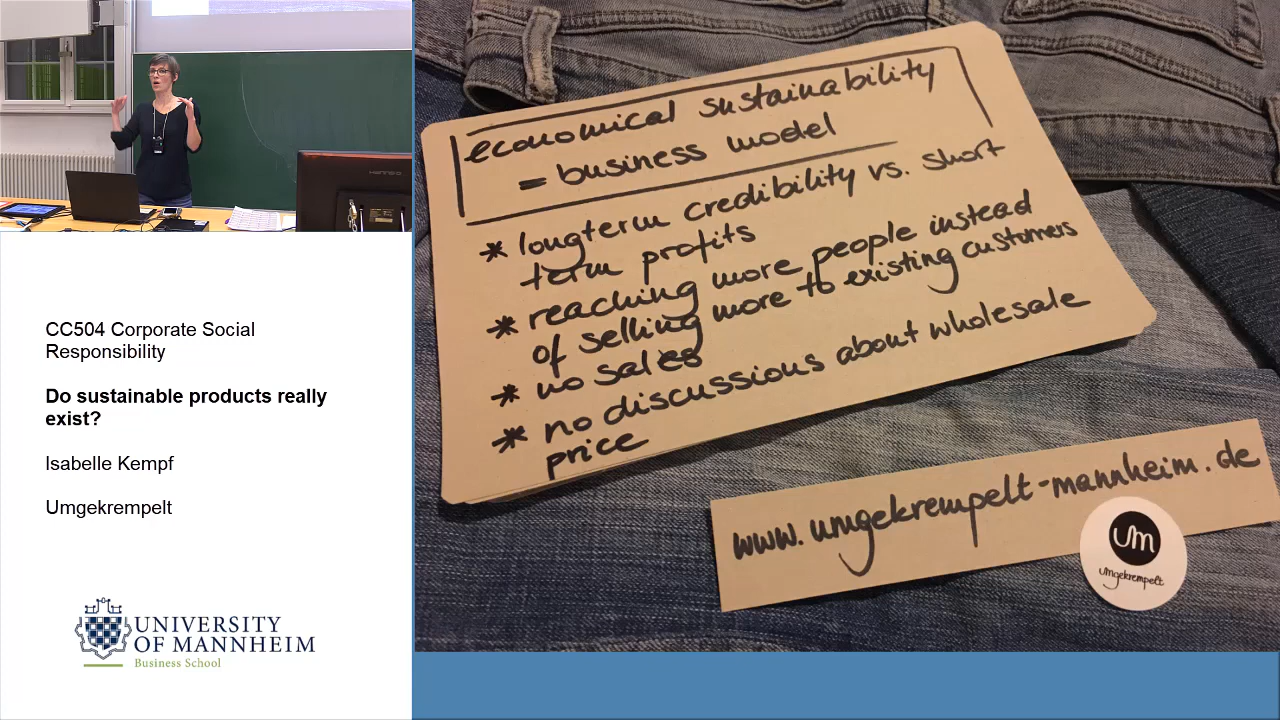 CC504 Corporate Social
Responsibility
Do sustainable products really
exist?
Isabelle Kempf
Umgekrempelt
UNIVERSITY
OF MANNHEIM
Business School
economical sustainability
= business model
* longterm credibility vs. short
term profits
* reaching more people instead
of selling more to existing customers
* no sales
* no discussions about wholesale
price
www.umgekrempelt-mannheim.de
um
umgekrempelt